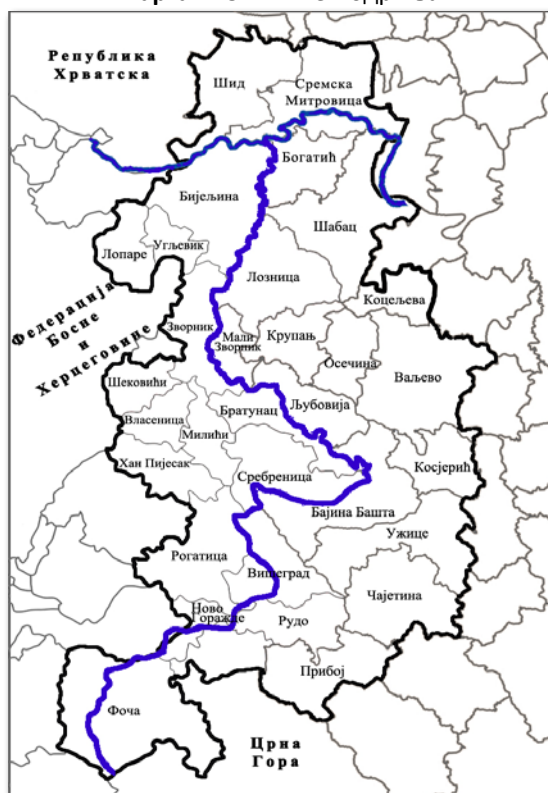 Република
Хрватска
Шид
Сремска
Митровица
Богатић
Бијељина
Шабац
Лопаре
Угљевик
Лозница
Коцељева
Федерација
Босне
и
Херцеговине
Зворник
Мали
Зворник
Крупањ
Осечина
Ваљево
Шековићи
Братунац
Љубовија
Власеница
Милићи
Хан Пијесак
Сребреница
Косјерић
Бајина Башта
Ужице
Рогатица
Вишеград
Чајетина
Ново
Горажде
Рудо
Прибој
Фоча
Црна
Гора